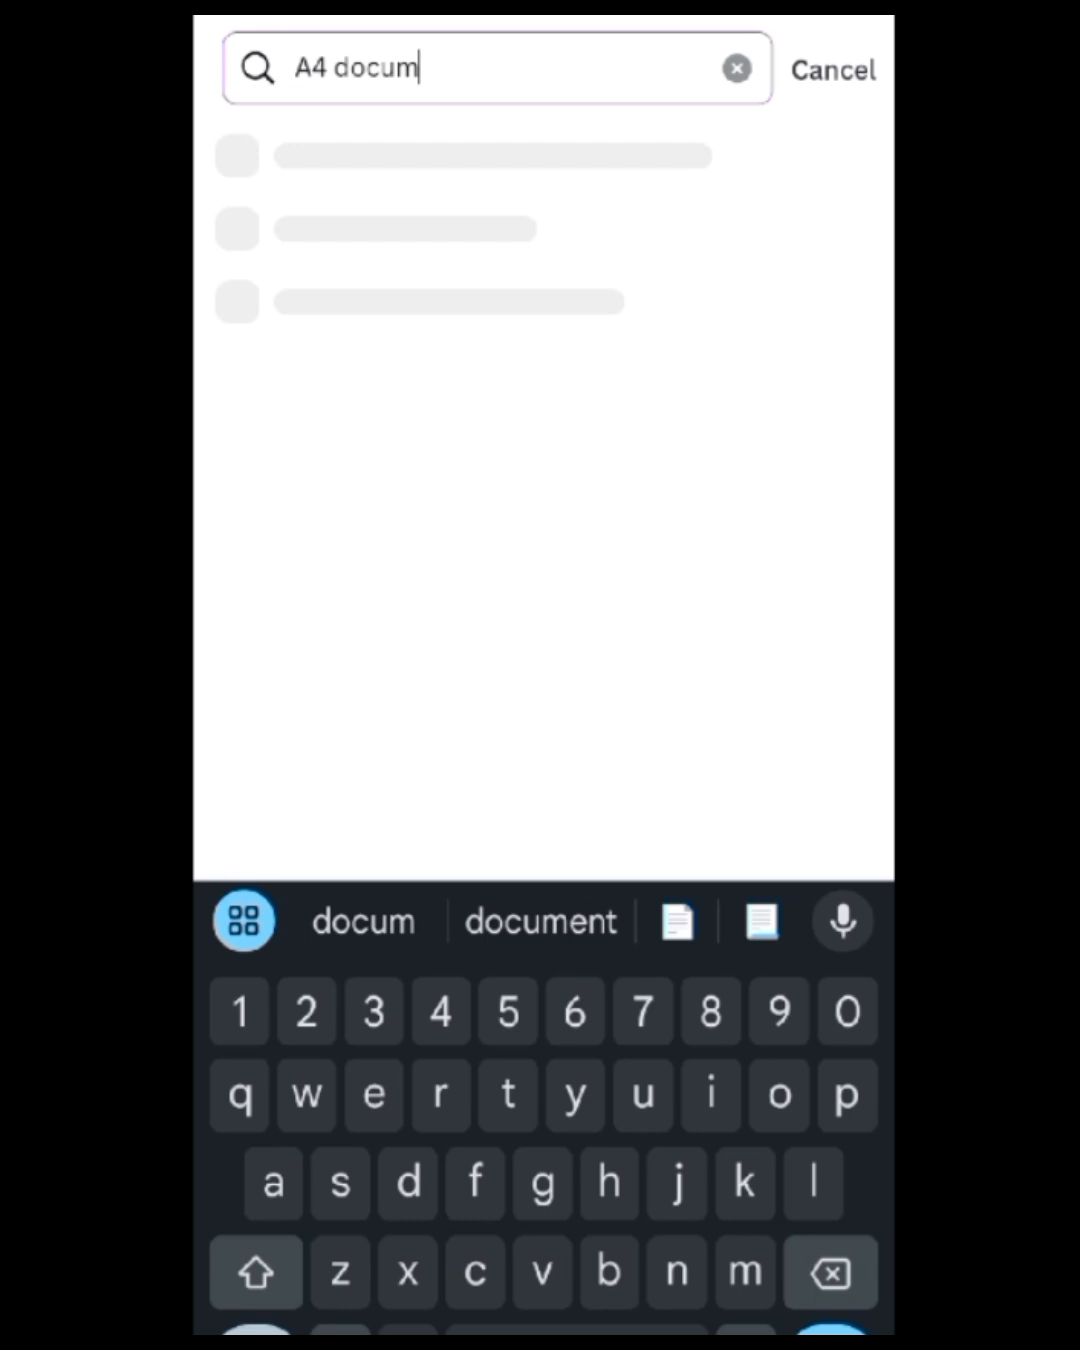 A4 docum
Cancel
docum document
1 2 3 4 5 6 7 8 9 0
q w e r t y u i o p
a s d f g h j k l
z x c v b n m